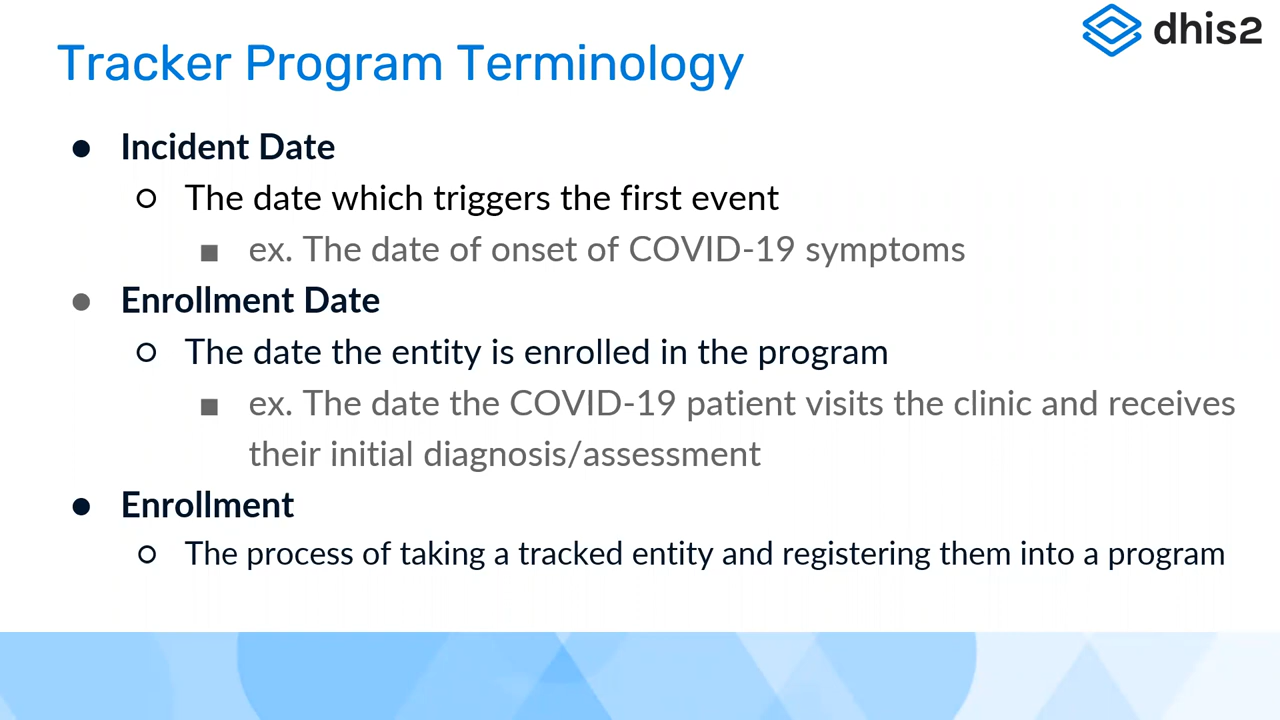 dhis2
Tracker Program Terminology
Incident Date
The date which triggers the first event
ex. The date of onset of COVID-19 symptoms
Enrollment Date
The date the entity is enrolled in the program
ex. The date the COVID-19 patient visits the clinic and receives
their initial diagnosis/assessment
Enrollment
The process of taking a tracked entity and registering them into a program